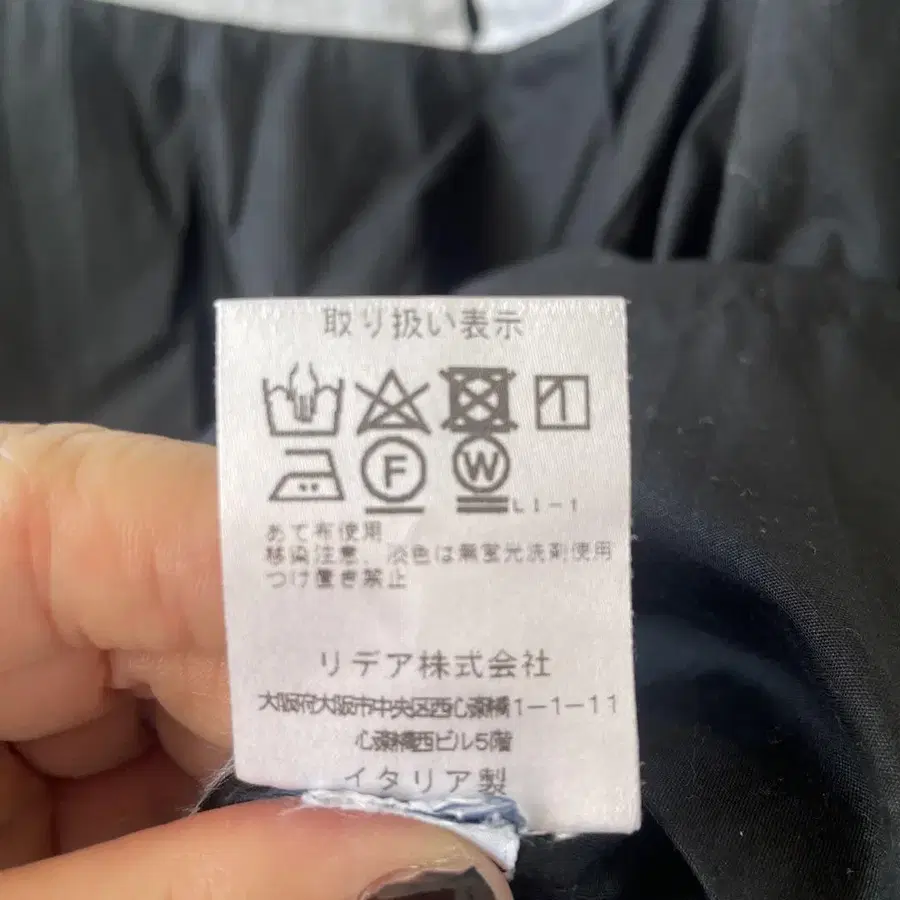 取り扱い表示
F W LI-1
あて布使用
移染注意、淡色は無蛍光洗剤使用
つけ置き禁止
リデア株式会社
大阪府大阪市中央区西心斎橋1-1-11
心斎橋西ビル5階
イタリア製